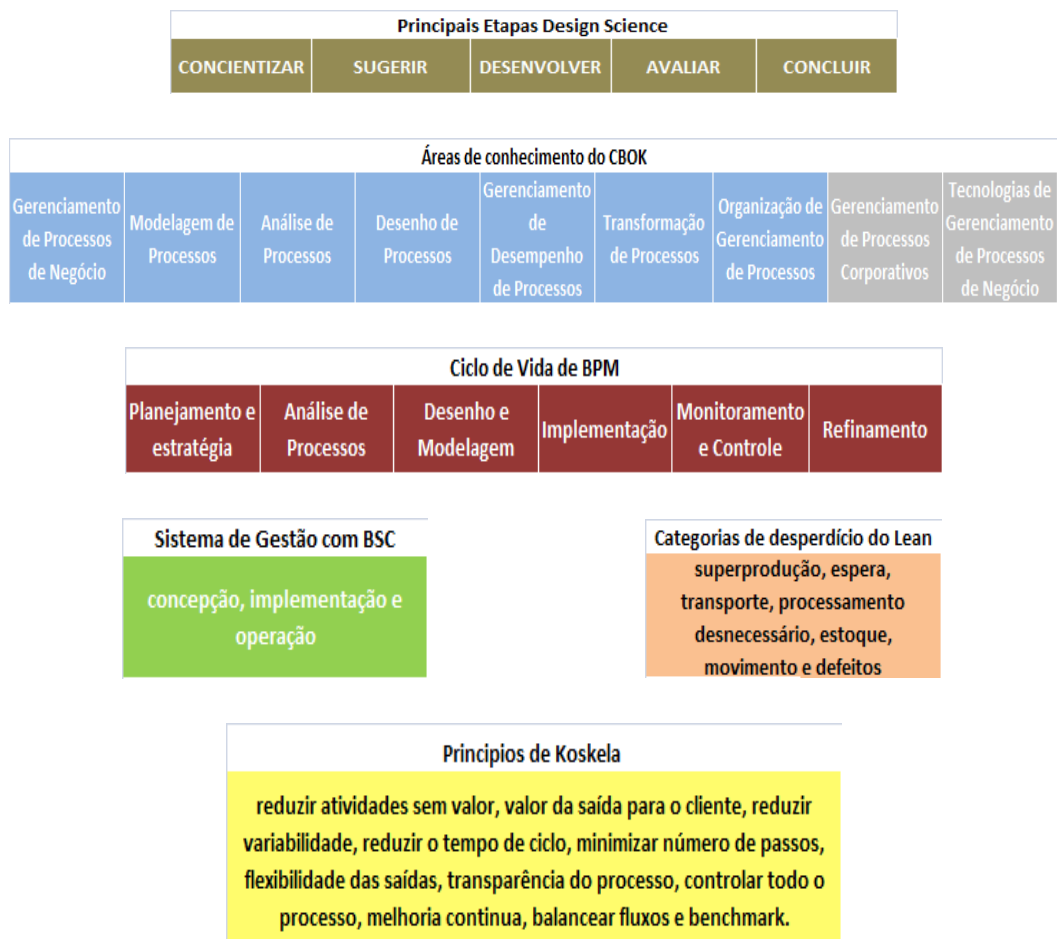 Principais Etapas Design Science
CONCIENTIZAR
SUGERIR
DESENVOLVER
AVALIAR
CONCLUIR
Áreas de conhecimento do CBOK
Gerenciamento
de Processos
de Negócio
Modelagem de
Processos
Análise de
Processos
Desenho de
Processos
Gerenciamento
de
Desempenho
de Processos
Transformação
de Processos
Organização de
Gerenciamento
de Processos
Gerenciamento
de Processos
Corporativos
Tecnologias de
Gerenciamento
de Processos
de Negócio
Ciclo de Vida de BPM
Planejamento e
estratégia
Análise de
Processos
Desenho e
Modelagem
Implementação
Monitoramento
e Controle
Refinamento
Sistema de Gestão com BSC
concepção, implementação e
operação
Categorias de desperdício do Lean
superprodução, espera,
transporte, processamento
desnecessário, estoque,
movimento e defeitos
Principios de Koskela
reduzir atividades sem valor, valor da saída para o cliente, reduzir
variabilidade, reduzir o tempo de ciclo, minimizar número de passos,
flexibilidade das saídas, transparência do processo, controlar todo o
processo, melhoria continua, balancear fluxos e benchmark.